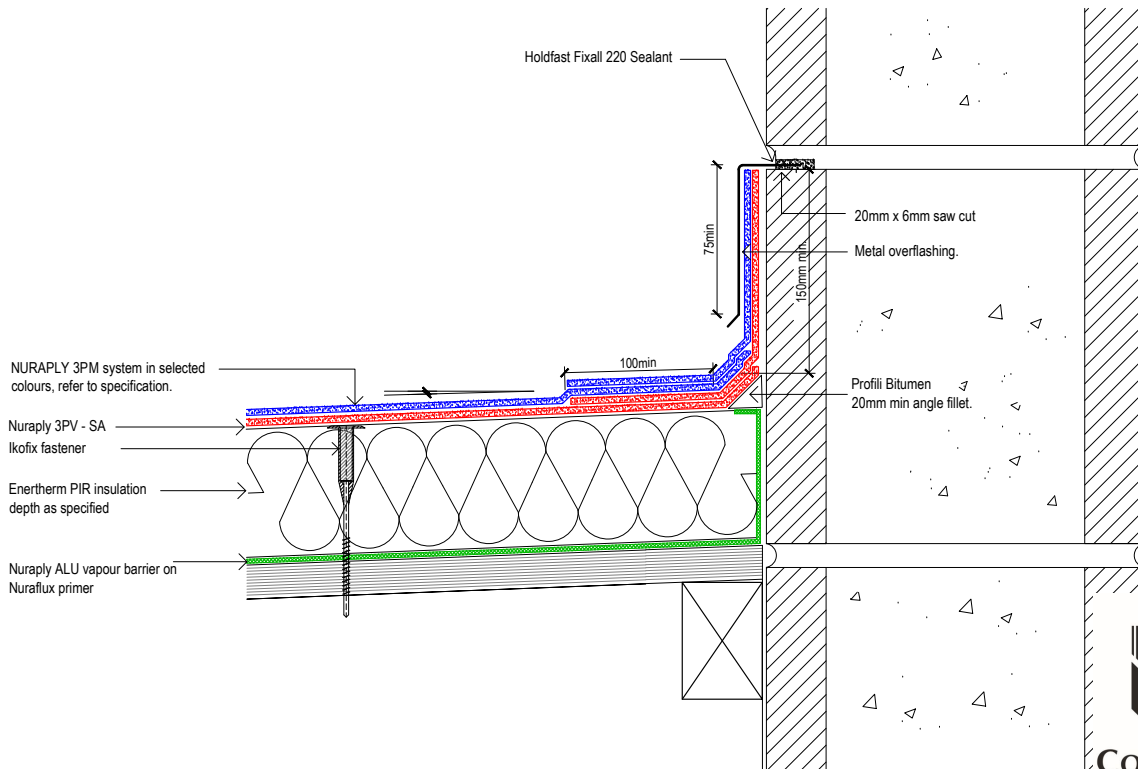 Holdfast Fixall 220 Sealant
20mm x 6mm saw cut
75min
Metal overflashing.
150mm min.
100min
NURAPLY 3PM system in selected
colours, refer to specification.
Profili Bitumen
20mm min angle fillet.
Nuraply 3PV - SA
Ikofix fastener
Enertherm PIR insulation
depth as specified
Nuraply ALU vapour barrier on
Nuraflux primer